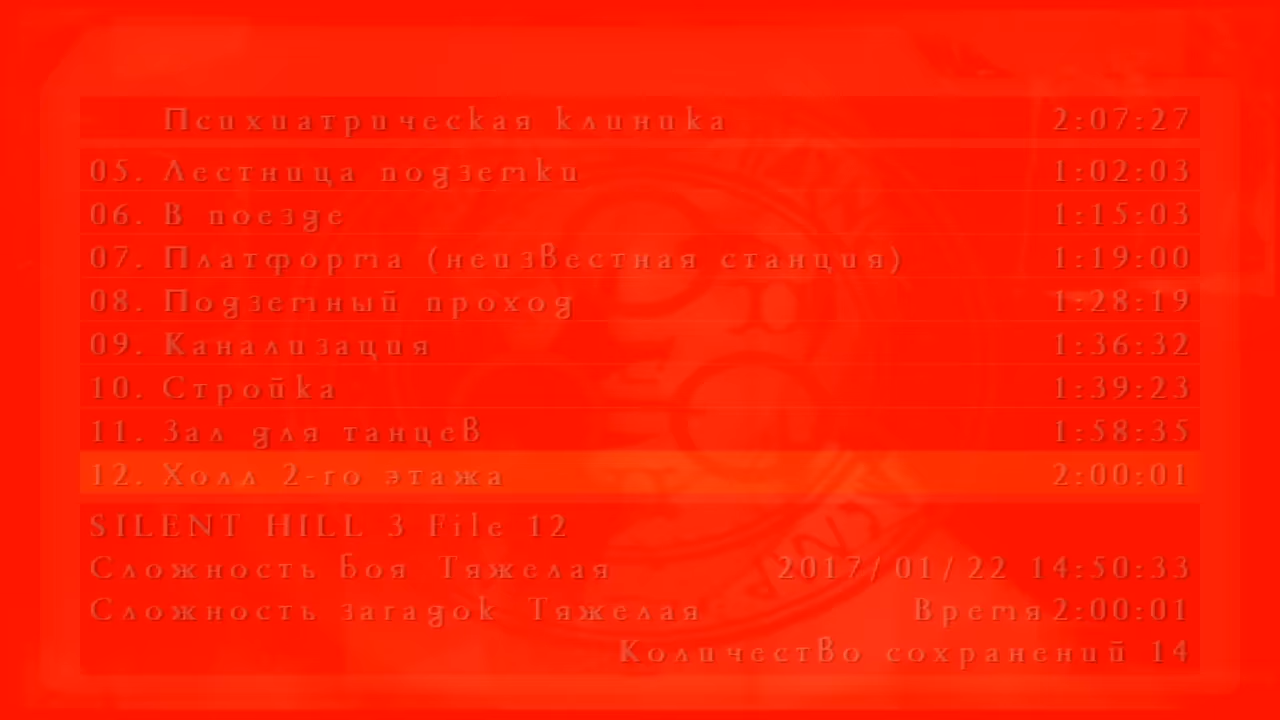 Психиатрическая клиника 2:07:27
05. Лестница подземки 1:02:03
06. В поезде 1:15:03
07. Платформа (неизвестная станция) 1:19:00
08. Подземный проход 1:28:19
09. Канализация 1:36:32
10. Стройка 1:39:23
11. Зал для танцев 1:58:35
12. Холл 2-го этажа 2:00:01
SILENT HILL 3 File 12
Сложность боя Тяжелая 2017/01/22 14:50:33
Сложность загадок Тяжелая Время 2:00:01
Количество сохранений 14